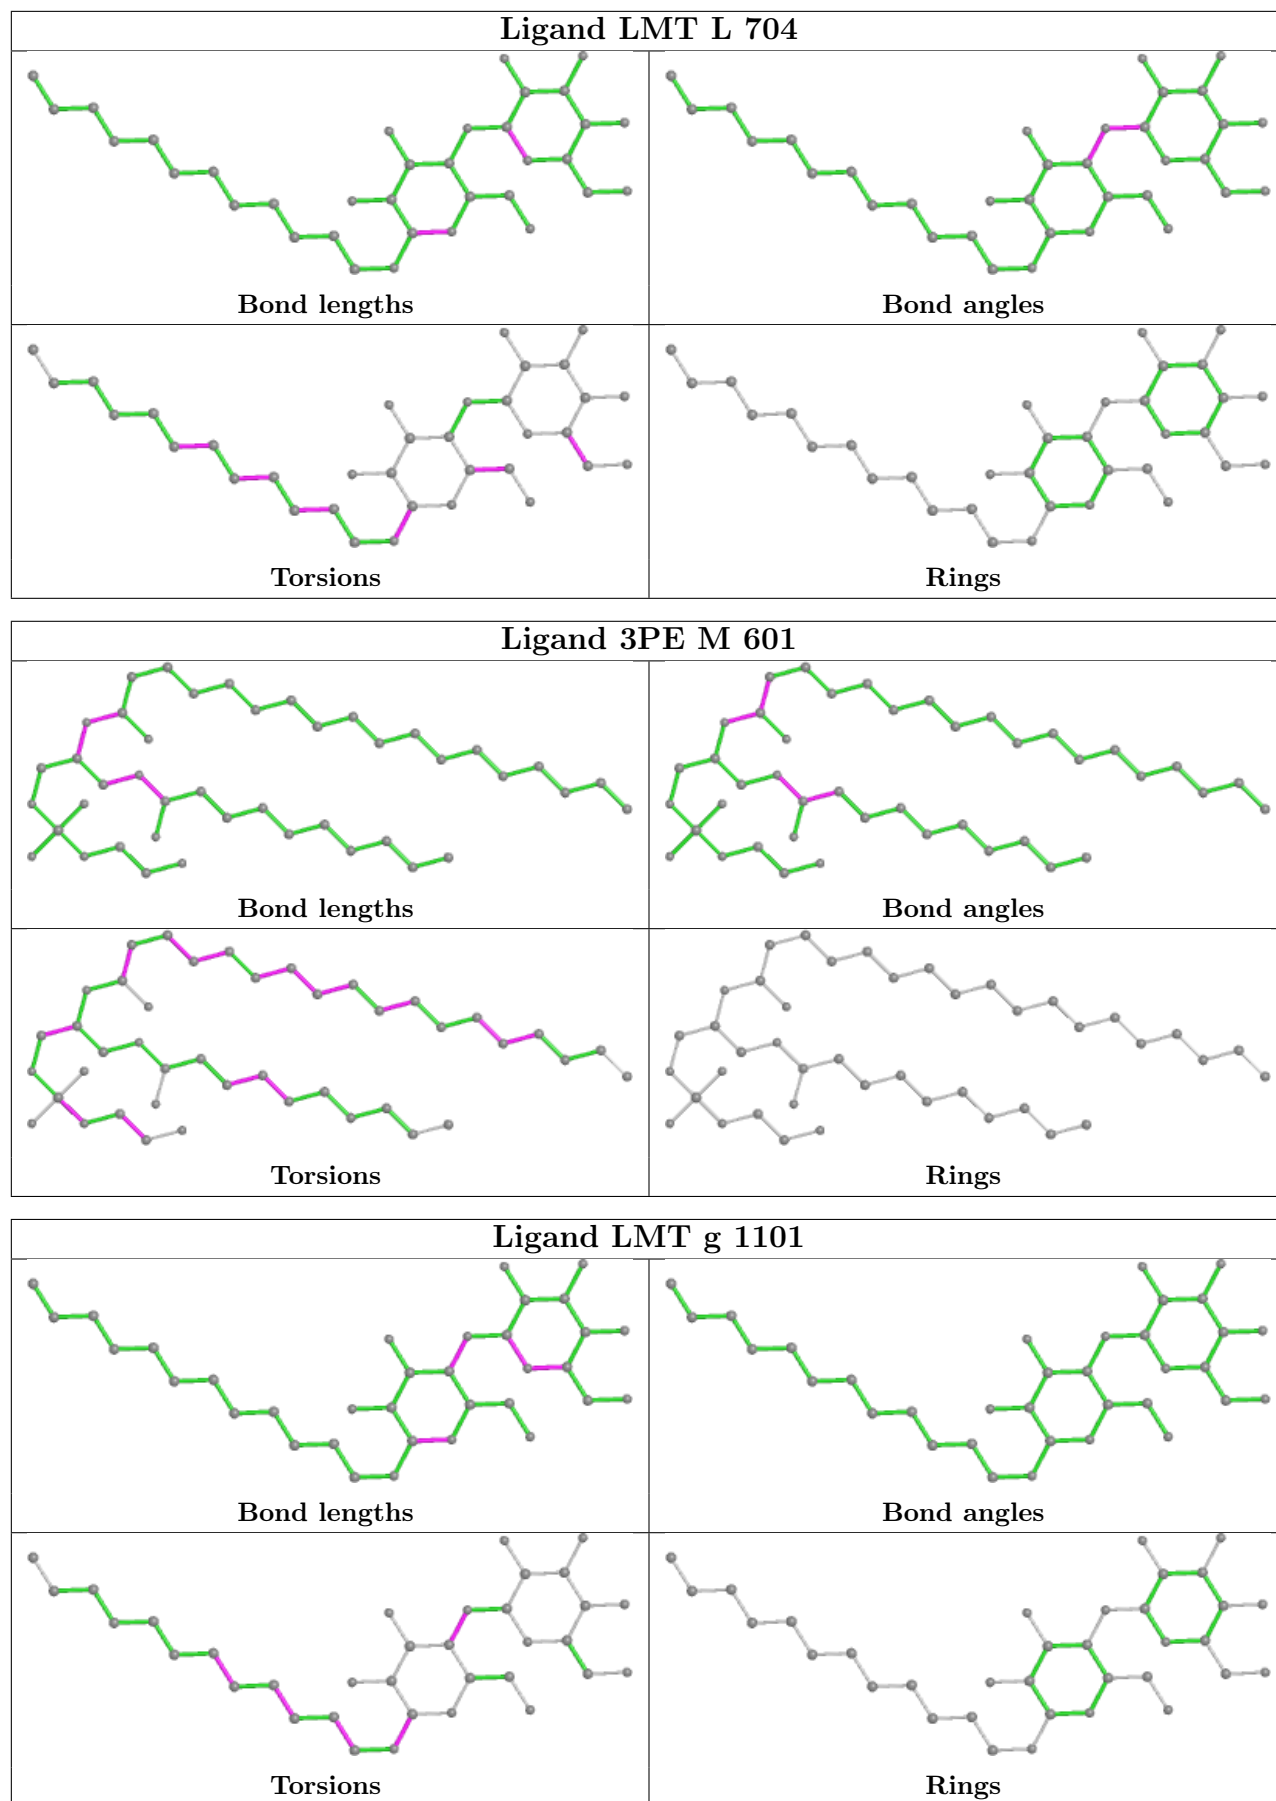 Ligand LMT L 704
Bond lengths
Bond angles
Torsions
Rings
Ligand 3PE M 601
Bond lengths
Bond angles
Torsions
Rings
Ligand LMT g 1101
Bond lengths
Bond angles
Torsions
Rings